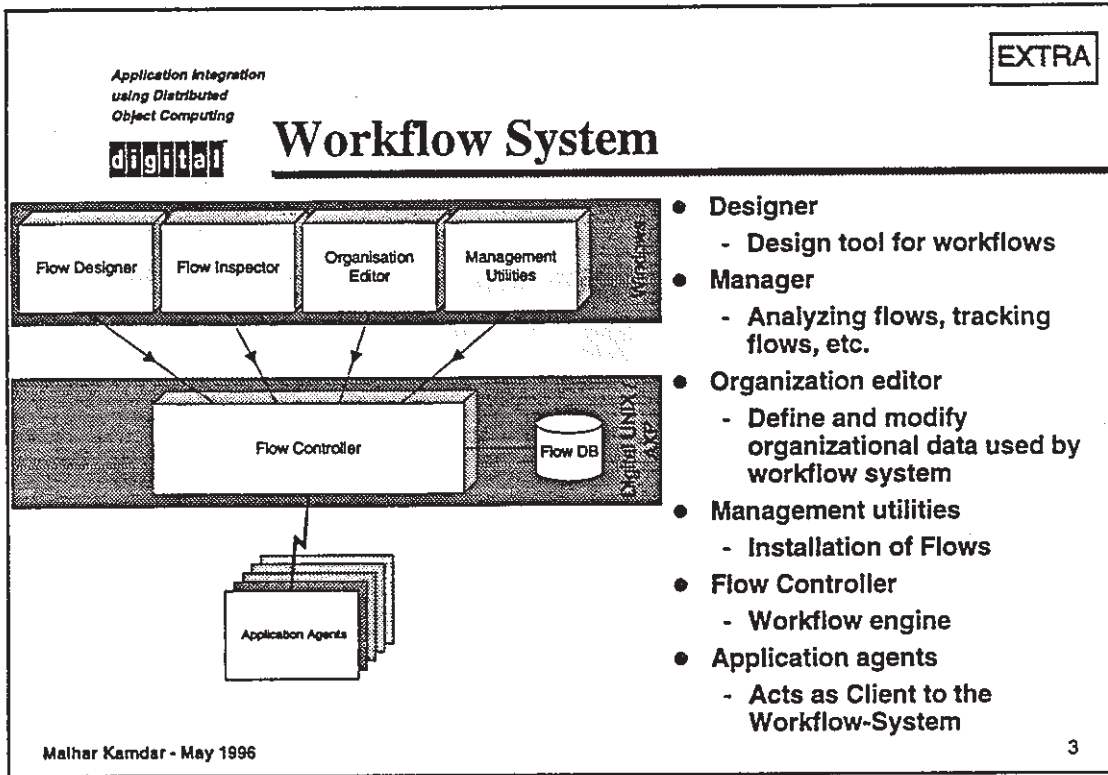 EXTRA
Application Integration
using Distributed
Object Computing
digital
Workflow System
Flow Designer
Flow Inspector
Organisation
Editor
Management
Utilities
Windows
Flow Controller
Flow DB
Digital UNIX /
AXP
Application Agents
• Designer
- Design tool for workflows
• Manager
- Analyzing flows, tracking
flows, etc.
• Organization editor
- Define and modify
organizational data used by
workflow system
• Management utilities
- Installation of Flows
• Flow Controller
- Workflow engine
• Application agents
- Acts as Client to the
Workflow-System
Malhar Kamdar - May 1996
3